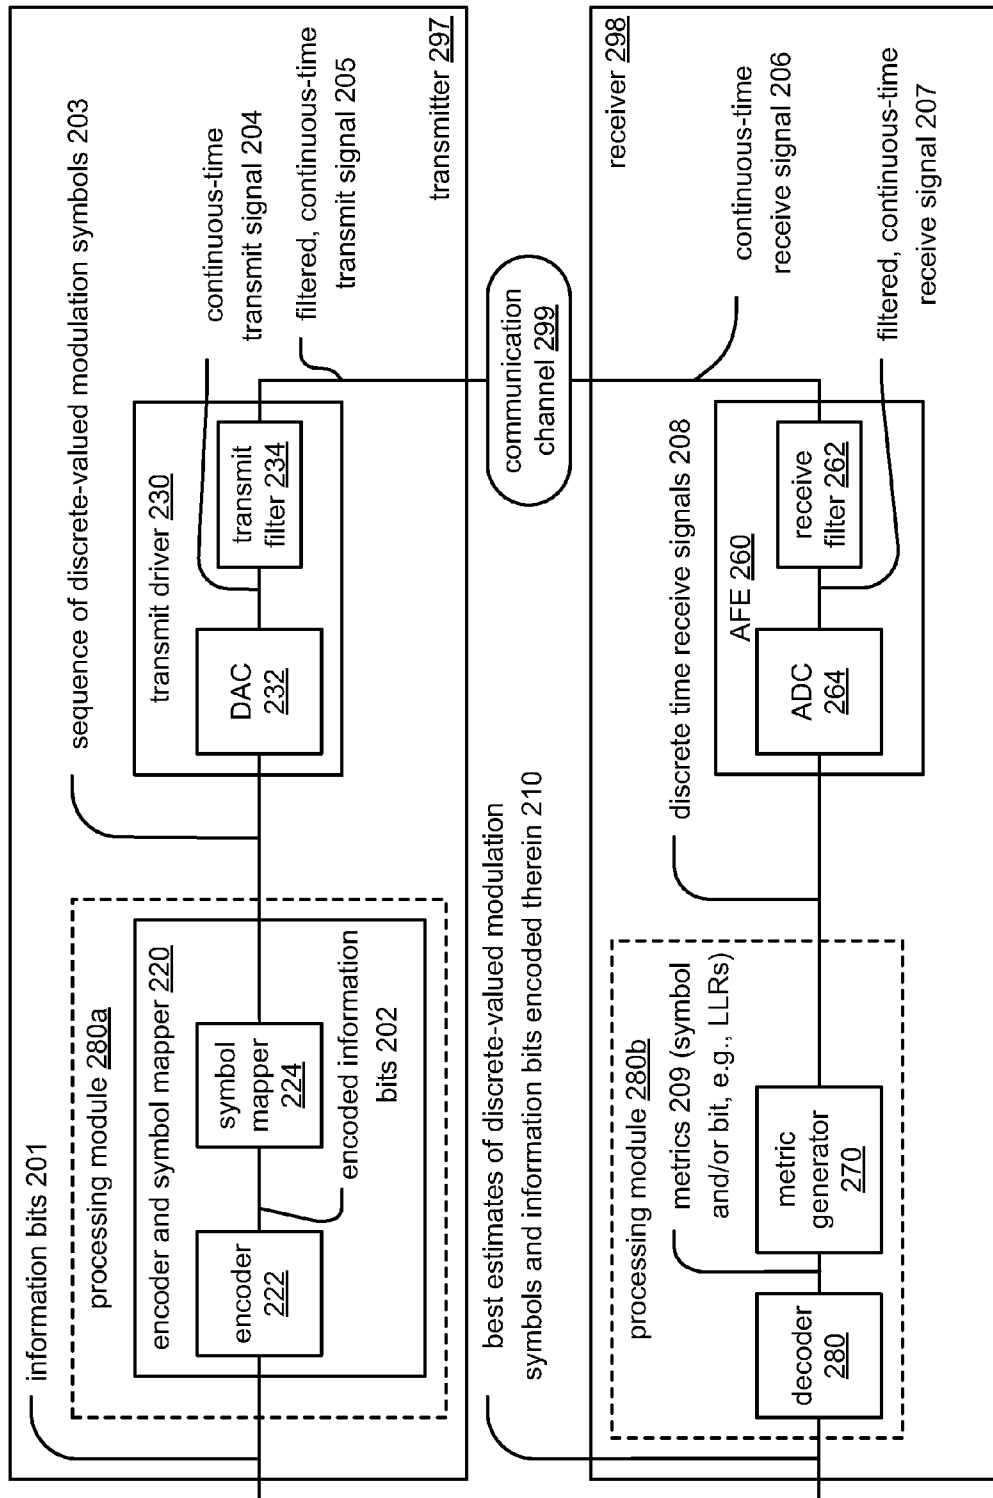 information bits 201
processing module 280a
encoder and symbol mapper 220
encoder
222
symbol
mapper
224
encoded information
bits 202
sequence of discrete-valued modulation symbols 203
transmit driver 230
DAC
232
transmit
filter 234
continuous-time
transmit signal 204
filtered, continuous-time
transmit signal 205
transmitter 297
communication
channel 299
best estimates of discrete-valued modulation
symbols and information bits encoded therein 210
processing module 280b
metrics 209 (symbol
and/or bit, e.g., LLRs)
decoder
280
metric
generator
270
discrete time receive signals 208
AFE 260
ADC
264
receive
filter 262
receiver 298
continuous-time
receive signal 206
filtered, continuous-time
receive signal 207